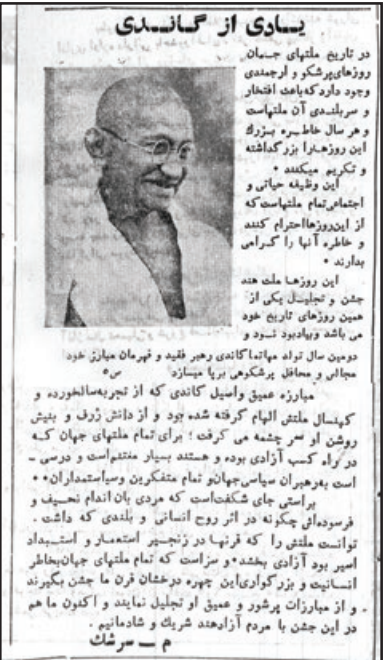 یادی از گاندی
در تاریخ ملتهای جهان
روزهای پرشکو و ارجمندی
وجود دارد که باعث افتخار
و سربلندی آن ملتهاست
و هر سال خاطره بزرگ
این روزها را بزرگداشته
و تکریم میکنند .
این وظیفه حیاتی و
اجتماعی تمام ملتهاست که
از این روزها احترام کنند
و خاطره آنها را گرامی
بدارند .
این روزها ملت هند
جشن و تجلیل یکی از
همین روزهای تاریخ خود
می باشد و بیادبود نود و
دومین سال تولد مهاتما گاندی رهبر فقید و قهرمان مبارز خود
مجالس و محافل پرشکوهی برپا میسازد
مبارزه عمیق و اصیل گاندی که از تجربه سالخورده و
کهنسال ملتش الهام گرفته شده بود و از دانش ژرف و بنیش
روشن او سر چشمه می گرفت ؛ برای تمام ملتهای جهان که
در راه کسب آزادی بوده و هستند بسیار مغتنم است و درسی ـ
است به رهبران سیاسی جهان و تمام متفکرین و سیاستمداران ..
براستی جای شگفت است که مردی بان اندام نحیف و
فرسوده‌ای چگونه در اثر روح انسانی و بلندی که داشت .
توانست ملتش را که قرنها در زنجیر استعمار و استبداد
اسیر بود آزادی بخشد . و سزاست که تمام ملتهای جهان بخاطر
انسانیت و بزرگواری این چهره درخشان قرن ما جشن بگیرند
و از مبارزات پرشور و عمیق او تجلیل نمایند و اکنون ما هم
در این جشن با مردم آزاده هند شریک و شادمانیم .
م ـ سرشک